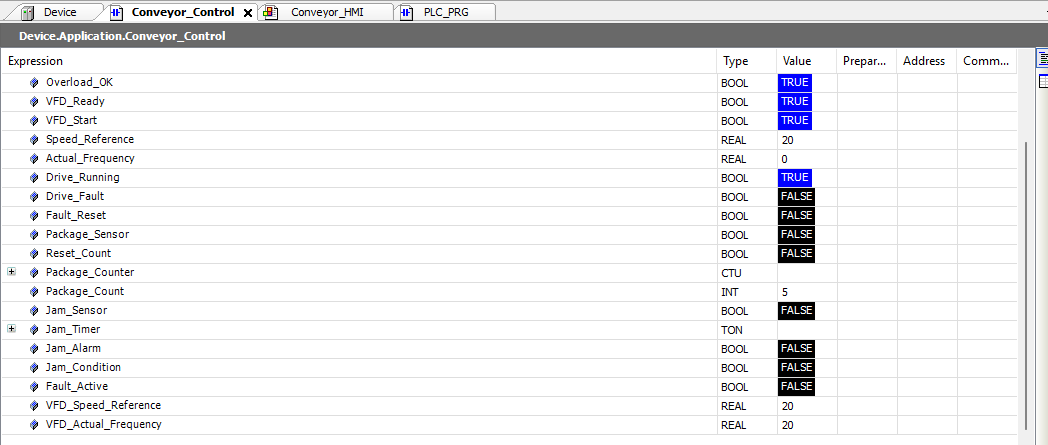 Device Conveyor_Control Conveyor_HMI PLC_PRG
Device.Application.Conveyor_Control
Expression Type Value Prepar... Address Comm...
Overload_OK BOOL TRUE
VFD_Ready BOOL TRUE
VFD_Start BOOL TRUE
Speed_Reference REAL 20
Actual_Frequency REAL 0
Drive_Running BOOL TRUE
Drive_Fault BOOL FALSE
Fault_Reset BOOL FALSE
Package_Sensor BOOL FALSE
Reset_Count BOOL FALSE
Package_Counter CTU
Package_Count INT 5
Jam_Sensor BOOL FALSE
Jam_Timer TON
Jam_Alarm BOOL FALSE
Jam_Condition BOOL FALSE
Fault_Active BOOL FALSE
VFD_Speed_Reference REAL 20
VFD_Actual_Frequency REAL 20